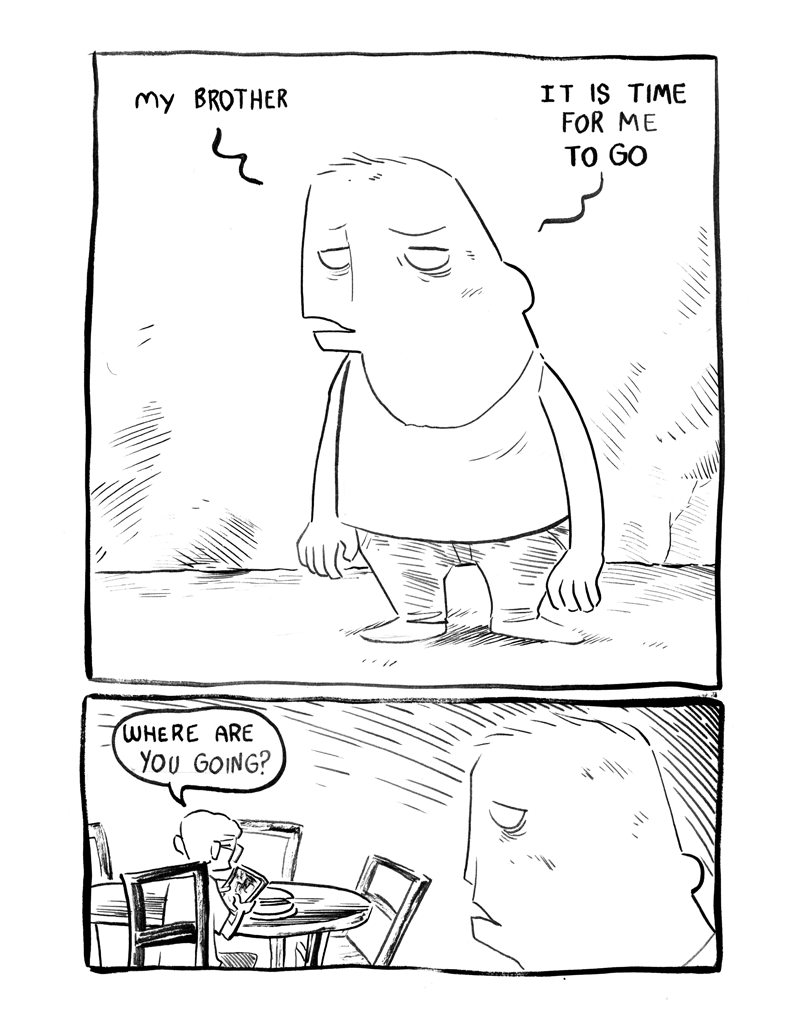 MY BROTHER
IT IS TIME
FOR ME
TO GO
WHERE ARE
YOU GOING?